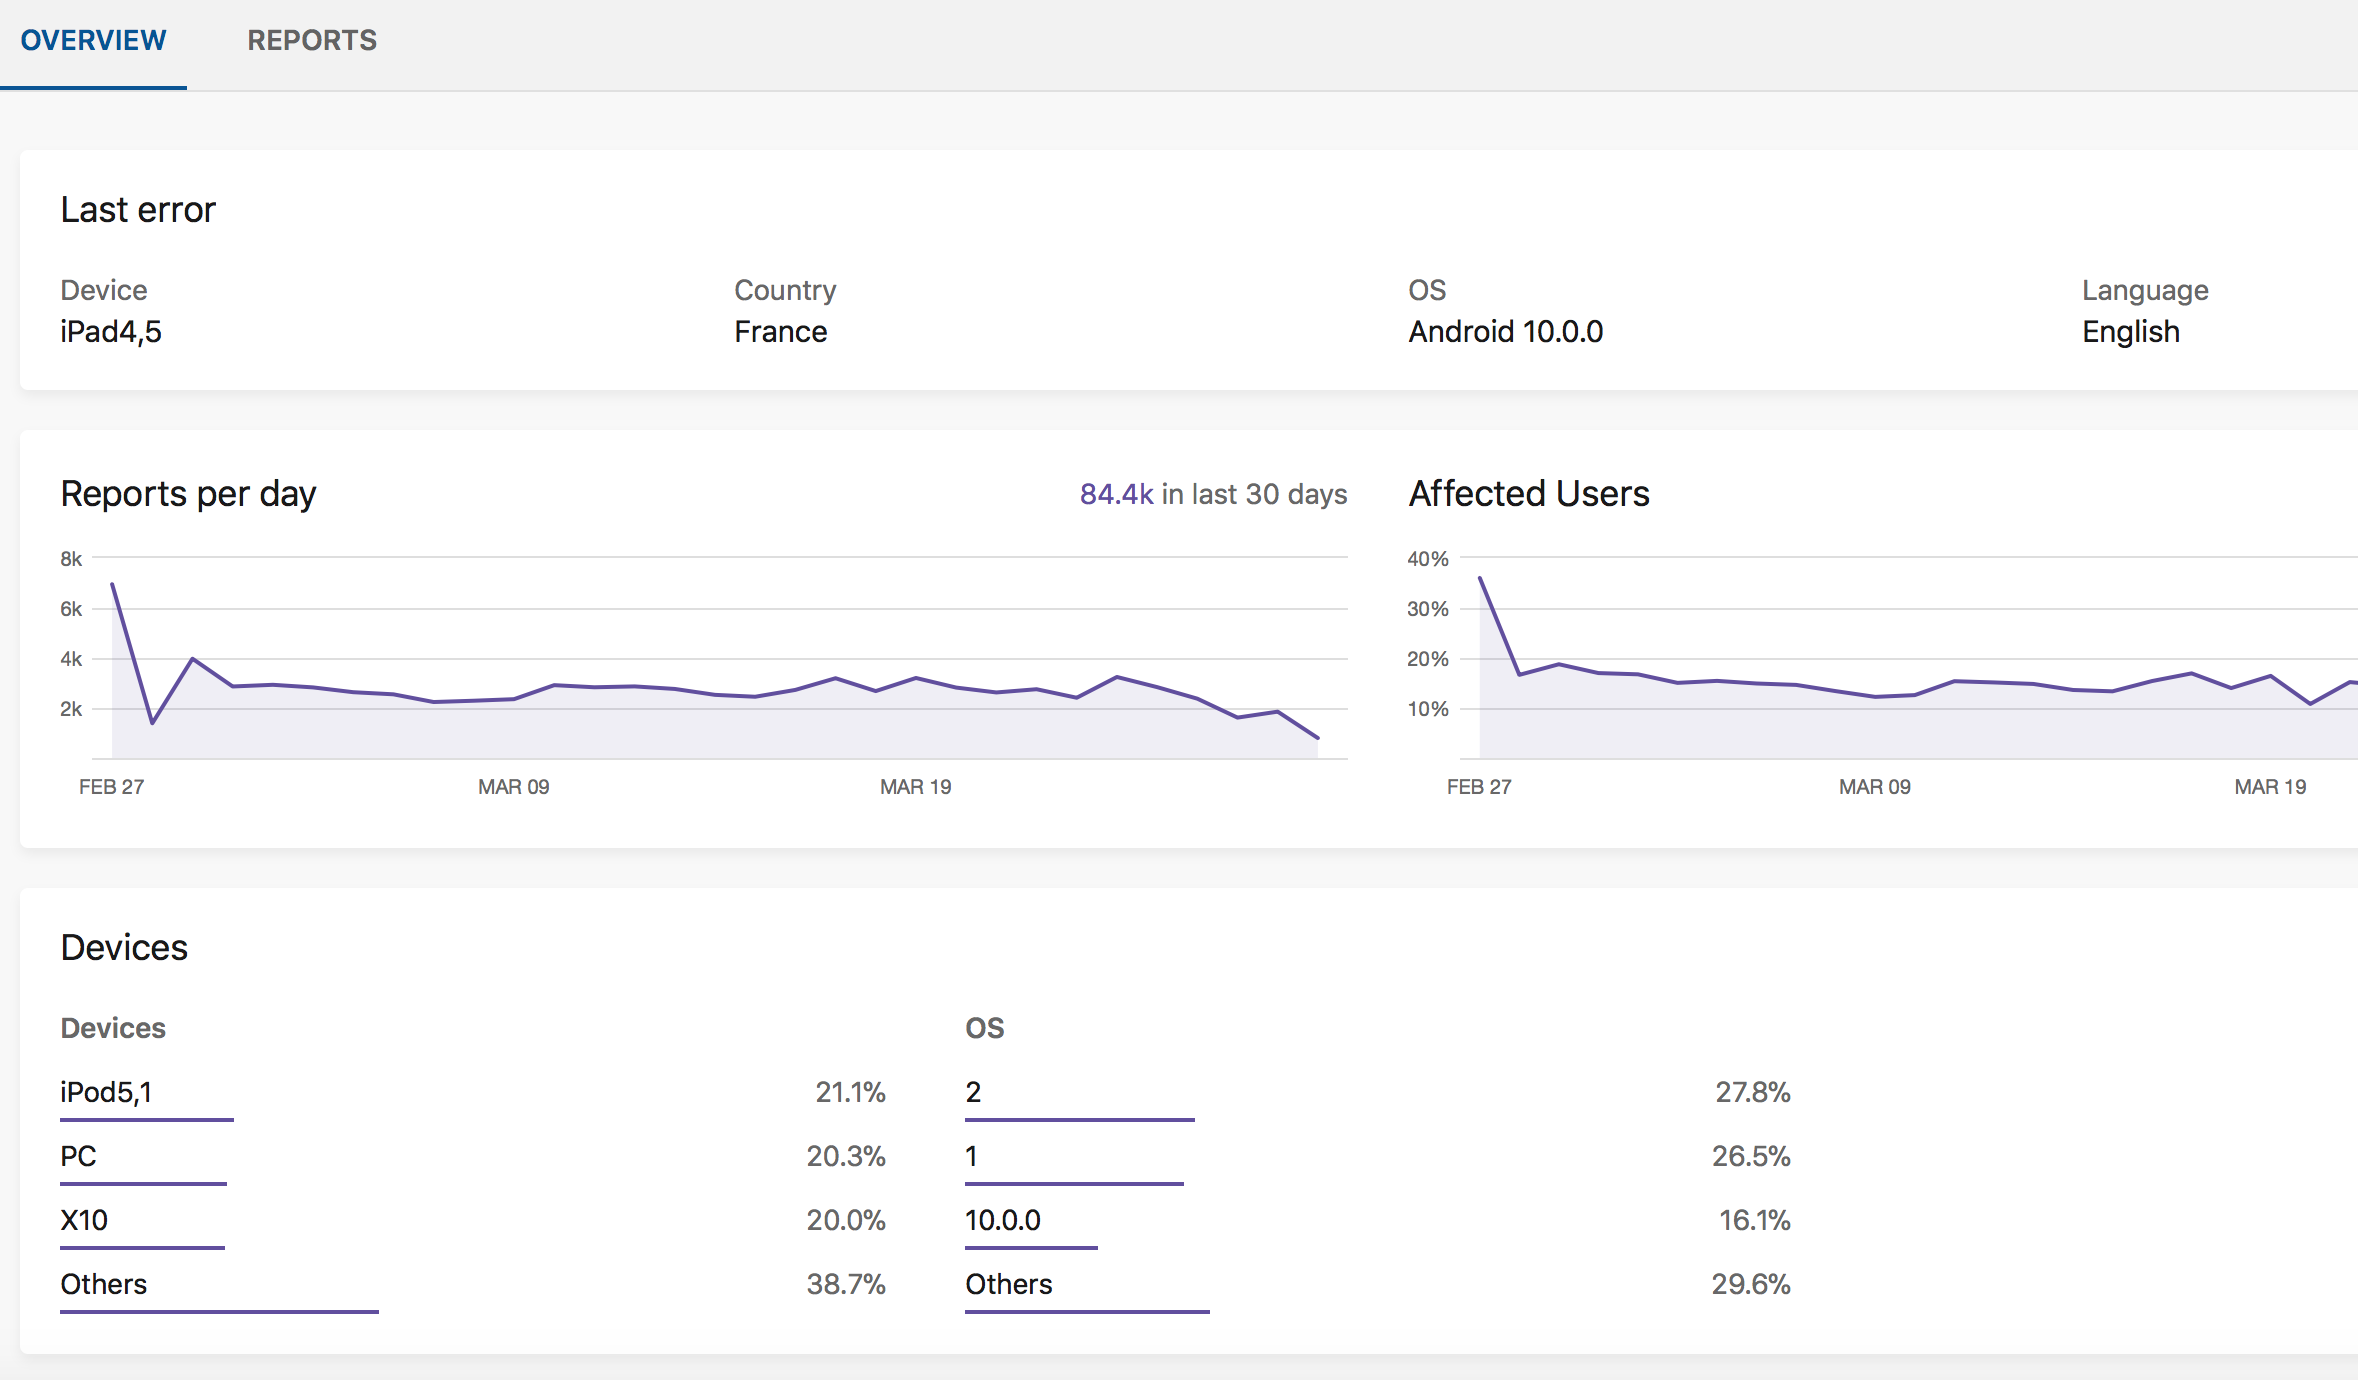 OVERVIEW REPORTS
Last error
Device Country OS Language
iPad4,5 France Android 10.0.0 English
Reports per day 84.4k in last 30 days Affected Users
8k 40%
6k 30%
4k 20%
2k 10%
FEB 27 MAR 09 MAR 19 FEB 27 MAR 09 MAR 19
Devices
Devices OS
iPod5,1 21.1% 2 27.8%
PC 20.3% 1 26.5%
X10 20.0% 10.0.0 16.1%
Others 38.7% Others 29.6%